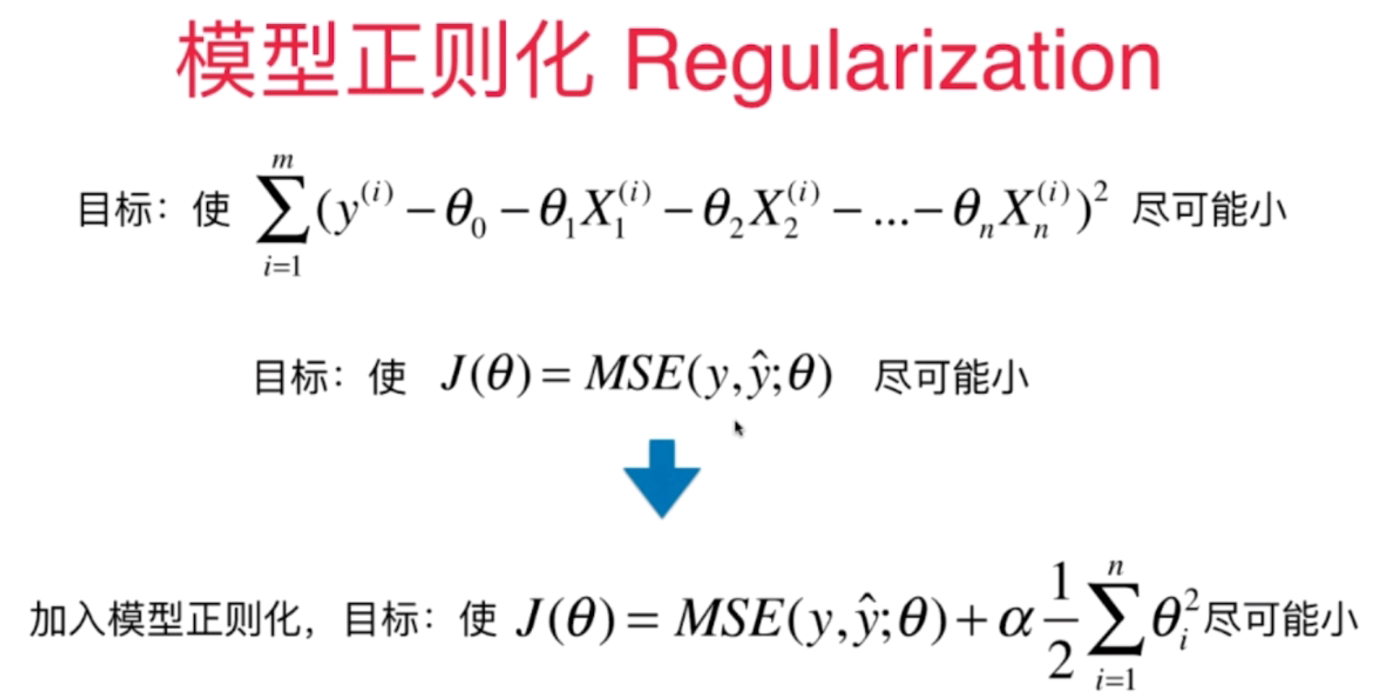 模型正则化 Regularization
目标：使 $\sum_{i=1}^{m}(y^{(i)}-\theta_0-\theta_1X_1^{(i)}-\theta_2X_2^{(i)}-...-\theta_nX_n^{(i)})^2$ 尽可能小
目标：使 $J(\theta)=MSE(y,\hat{y};\theta)$ 尽可能小
加入模型正则化，目标：使 $J(\theta)=MSE(y,\hat{y};\theta)+\alpha\frac{1}{2}\sum_{i=1}^{n}\theta_i^2$ 尽可能小